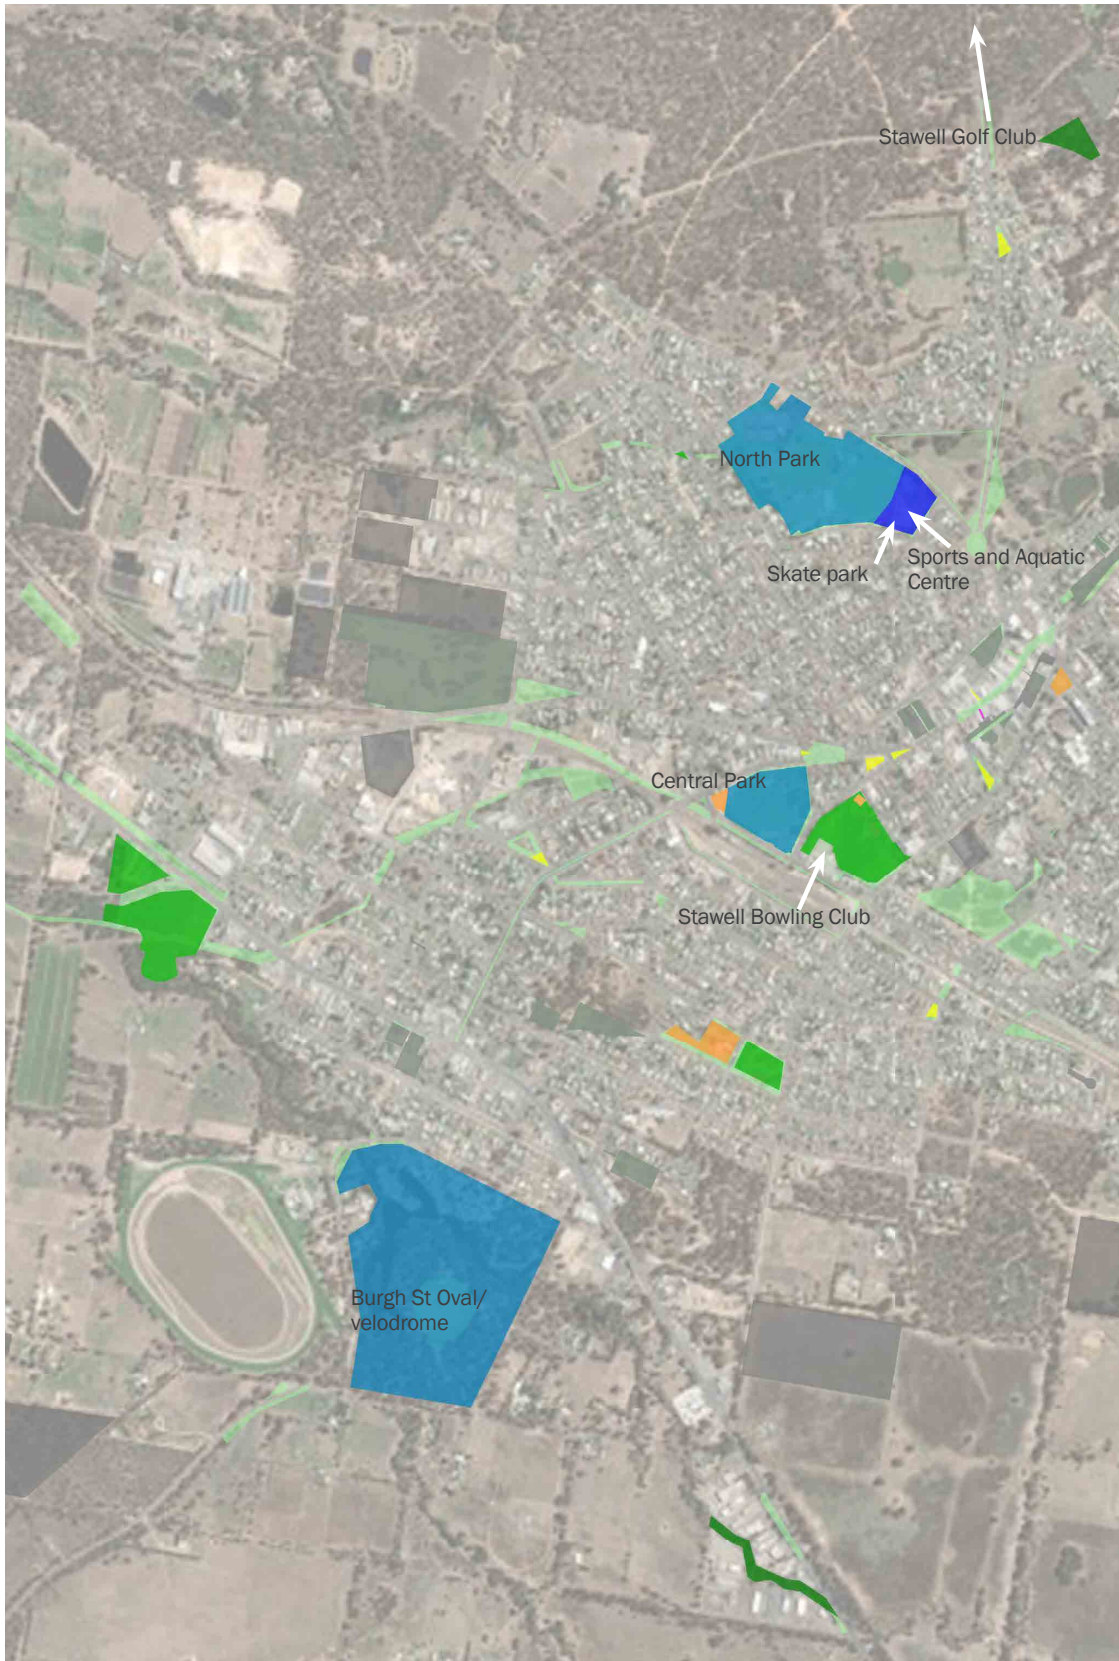 Stawell Golf Club
North Park
Sports and Aquatic
Centre
Skate park
Central Park
Stawell Bowling Club
Burgh St Oval/
velodrome